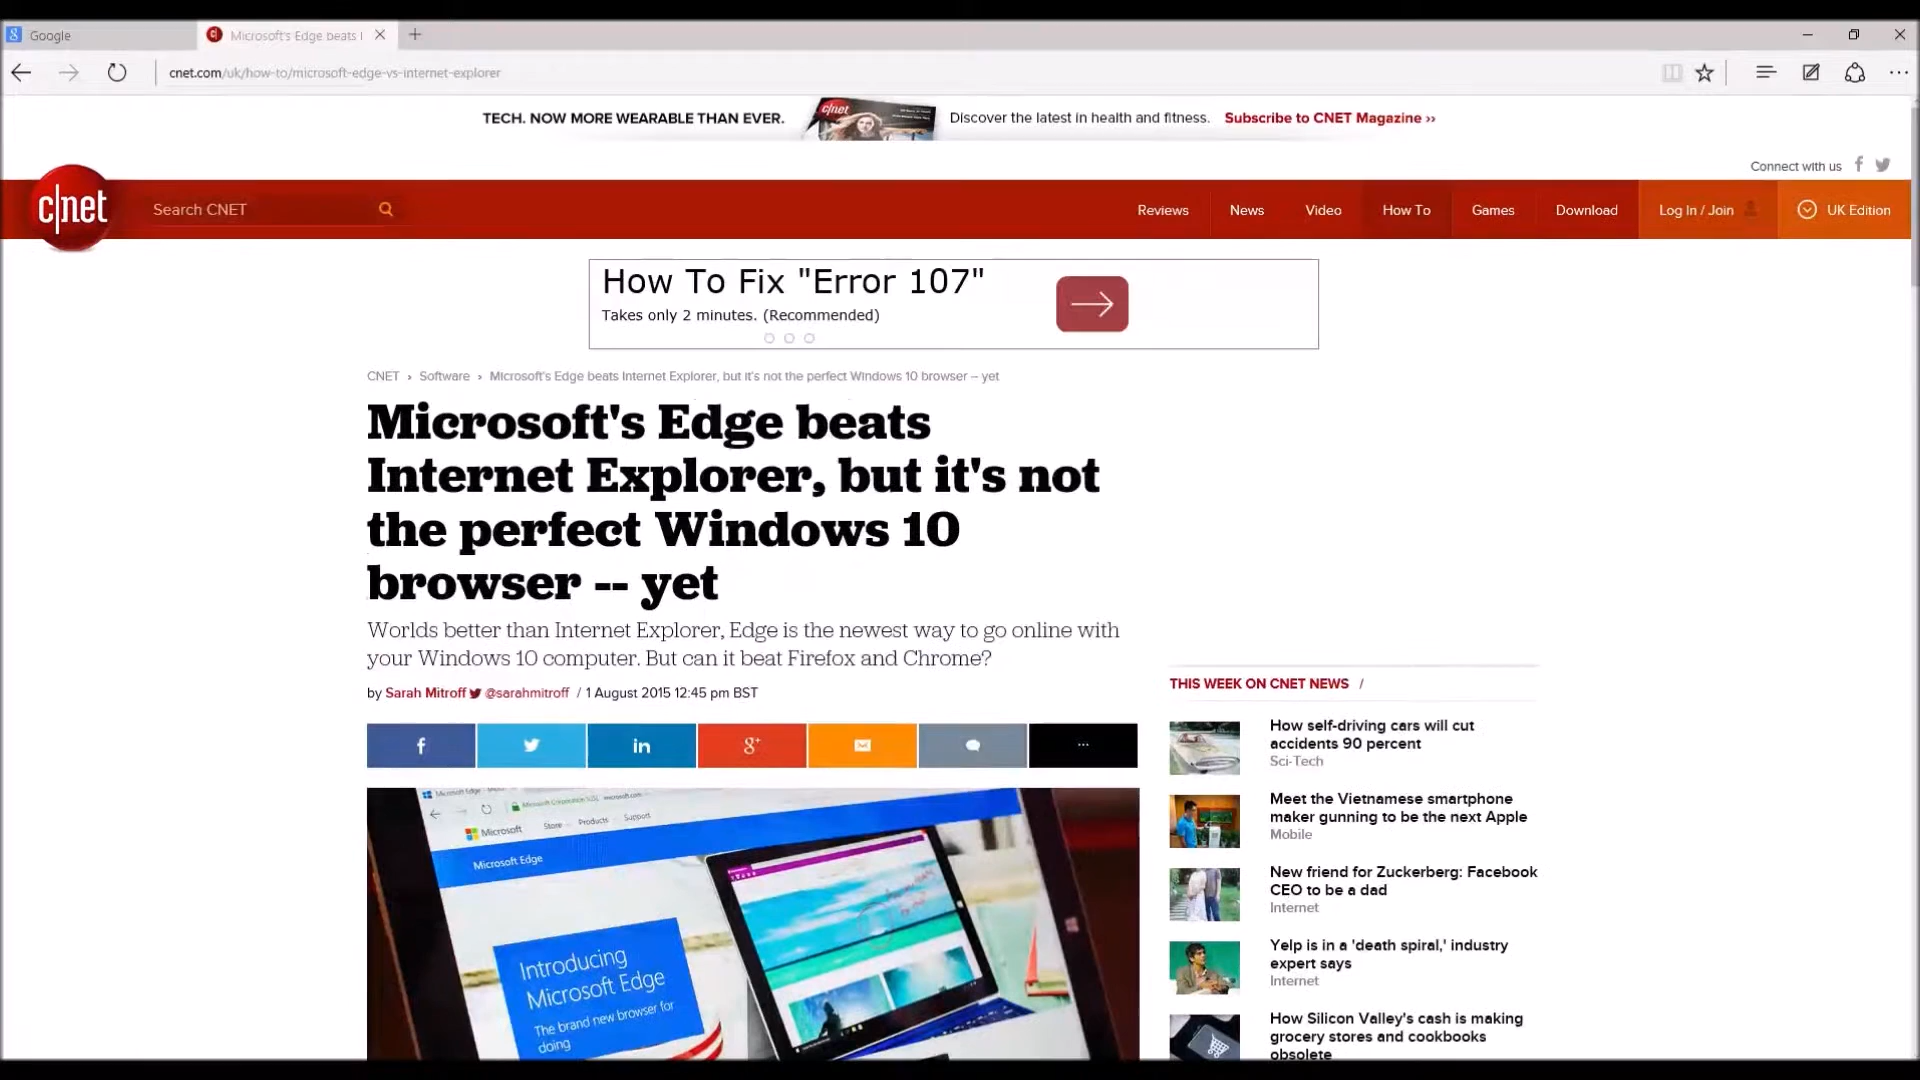 Google
Microsoft's Edge beats I
cnet.com/uk/how-to/microsoft-edge-vs-internet-explorer
TECH. NOW MORE WEARABLE THAN EVER.
c|net
Discover the latest in health and fitness. Subscribe to CNET Magazine ››
Connect with us
c|net
Search CNET
Reviews
News
Video
How To
Games
Download
Log In / Join
UK Edition
How To Fix "Error 107"
Takes only 2 minutes. (Recommended)
CNET › Software › Microsoft's Edge beats Internet Explorer, but it's not the perfect Windows 10 browser -- yet
Microsoft's Edge beats
Internet Explorer, but it's not
the perfect Windows 10
browser -- yet
Worlds better than Internet Explorer, Edge is the newest way to go online with
your Windows 10 computer. But can it beat Firefox and Chrome?
by Sarah Mitroff @sarahmitroff / 1 August 2015 12:45 pm BST
f
in
g+
...
Microsoft
Store
Products
Support
Microsoft Edge
Introducing
Microsoft Edge
The brand new browser for
doing
THIS WEEK ON CNET NEWS /
How self-driving cars will cut
accidents 90 percent
Sci-Tech
Meet the Vietnamese smartphone
maker gunning to be the next Apple
Mobile
New friend for Zuckerberg: Facebook
CEO to be a dad
Internet
Yelp is in a 'death spiral,' industry
expert says
Internet
How Silicon Valley's cash is making
grocery stores and cookbooks
obsolete